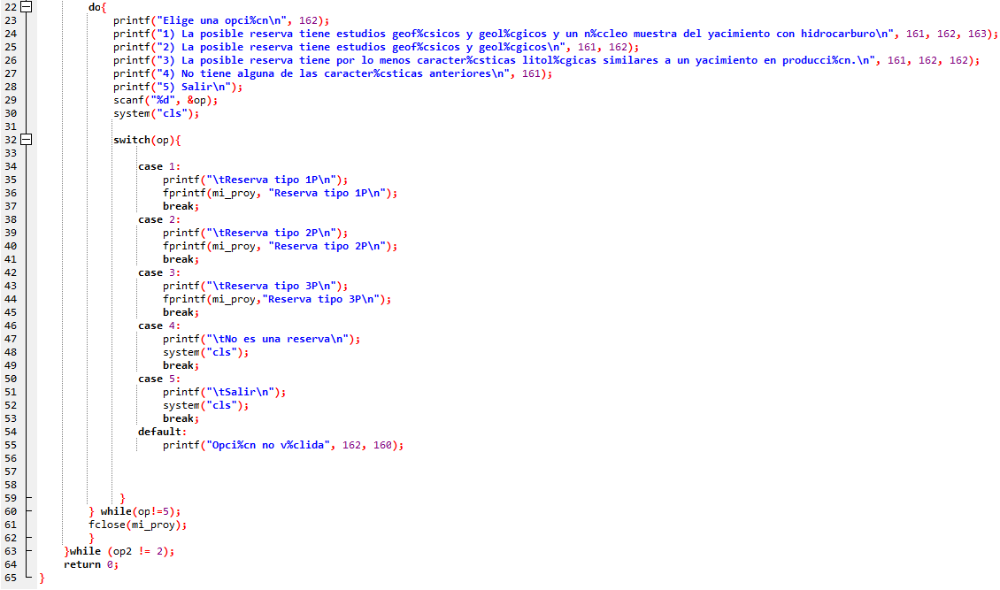 22 do{
23 printf("Elige una opci%cn\n", 162);
24 printf("1) La posible reserva tiene estudios geof%csicos y geol%cgicos y un n%ccleo muestra del yacimiento con hidrocarburo\n", 161, 162, 163);
25 printf("2) La posible reserva tiene estudios geof%csicos y geol%cgicos\n", 161, 162);
26 printf("3) La posible reserva tiene por lo menos caracter%csticas litol%cgicas similares a un yacimiento en producci%cn.\n", 161, 162, 162);
27 printf("4) No tiene alguna de las caracter%csticas anteriores\n", 161);
28 printf("5) Salir\n");
29 scanf("%d", &op);
30 system("cls");
31
32 switch(op){
33
34 case 1:
35 printf("\tReserva tipo 1P\n");
36 fprintf(mi_proy, "Reserva tipo 1P\n");
37 break;
38 case 2:
39 printf("\tReserva tipo 2P\n");
40 fprintf(mi_proy, "Reserva tipo 2P\n");
41 break;
42 case 3:
43 printf("\tReserva tipo 3P\n");
44 fprintf(mi_proy,"Reserva tipo 3P\n");
45 break;
46 case 4:
47 printf("\tNo es una reserva\n");
48 system("cls");
49 break;
50 case 5:
51 printf("\tSalir\n");
52 system("cls");
53 break;
54 default:
55 printf("Opci%cn no v%clida", 162, 160);
56
57
58
59 }
60 } while(op!=5);
61 fclose(mi_proy);
62 }
63 }while (op2 != 2);
64 return 0;
65 }